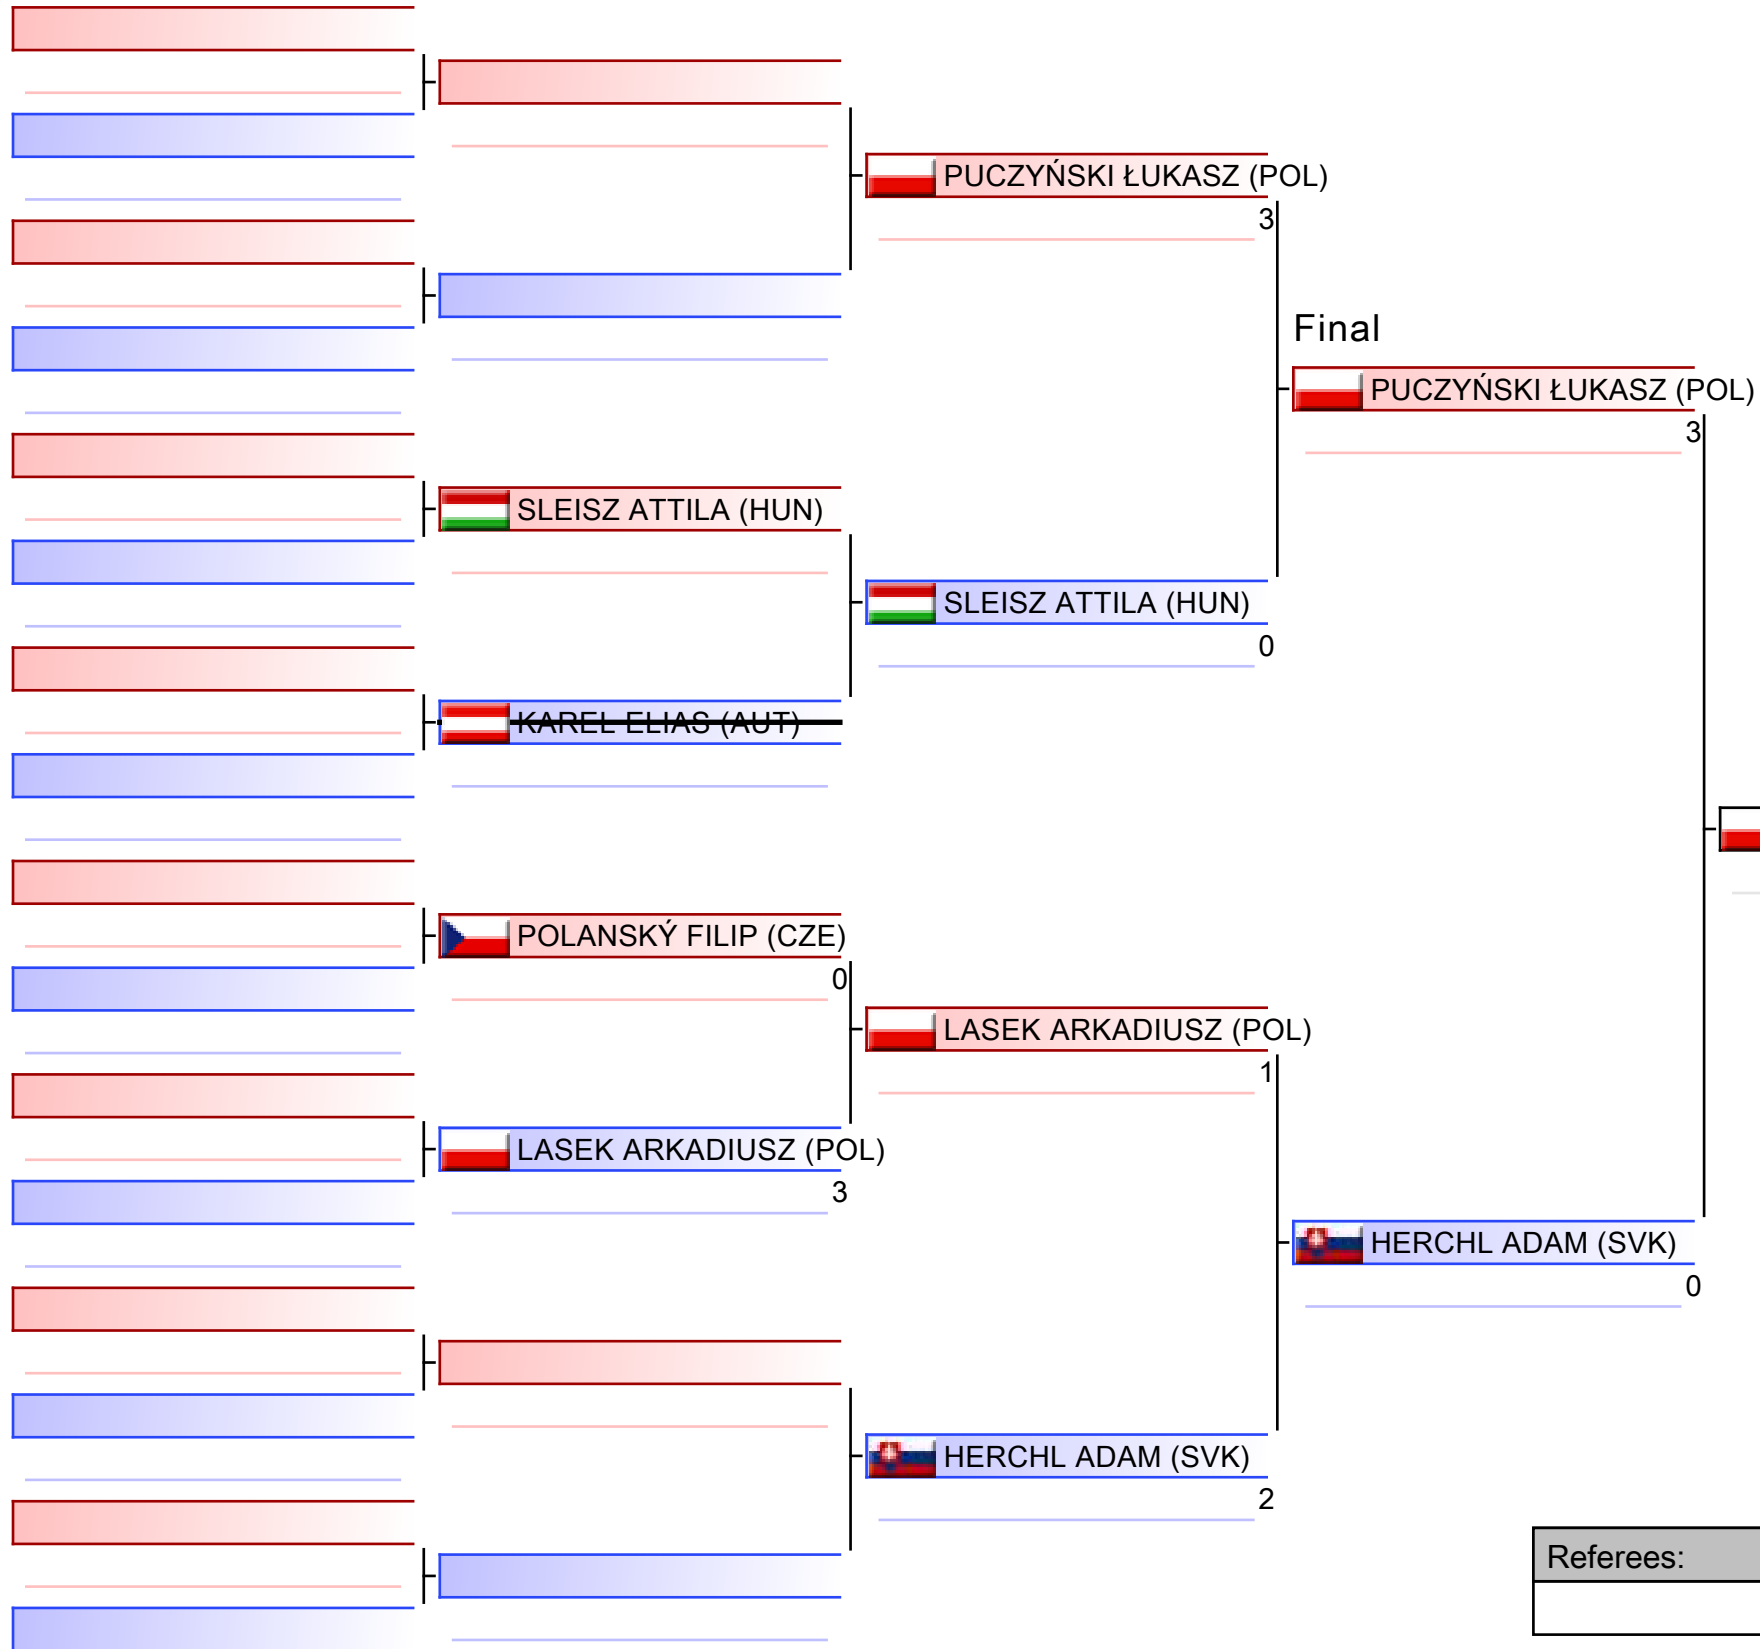 PUCZYŃSKI ŁUKASZ (POL)
3
Final
PUCZYŃSKI ŁUKASZ (POL)
3
SLEISZ ATTILA (HUN)
SLEISZ ATTILA (HUN)
0
KAREL ELIAS (AUT)
POLANSKÝ FILIP (CZE)
0
LASEK ARKADIUSZ (POL)
1
LASEK ARKADIUSZ (POL)
3
HERCHL ADAM (SVK)
0
HERCHL ADAM (SVK)
2
Referees: